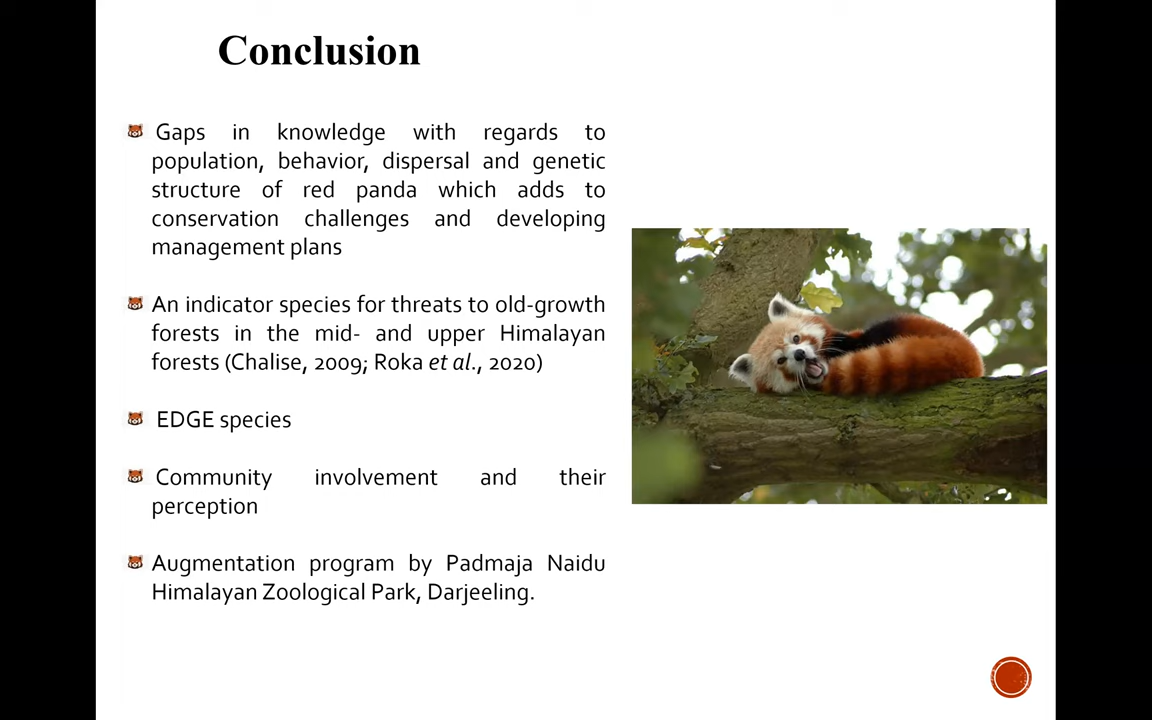 Conclusion
Gaps in knowledge with regards to
population, behavior, dispersal and genetic
structure of red panda which adds to
conservation challenges and developing
management plans
An indicator species for threats to old-growth
forests in the mid- and upper Himalayan
forests (Chalise, 2009; Roka et al., 2020)
EDGE species
Community involvement and their
perception
Augmentation program by Padmaja Naidu
Himalayan Zoological Park, Darjeeling.